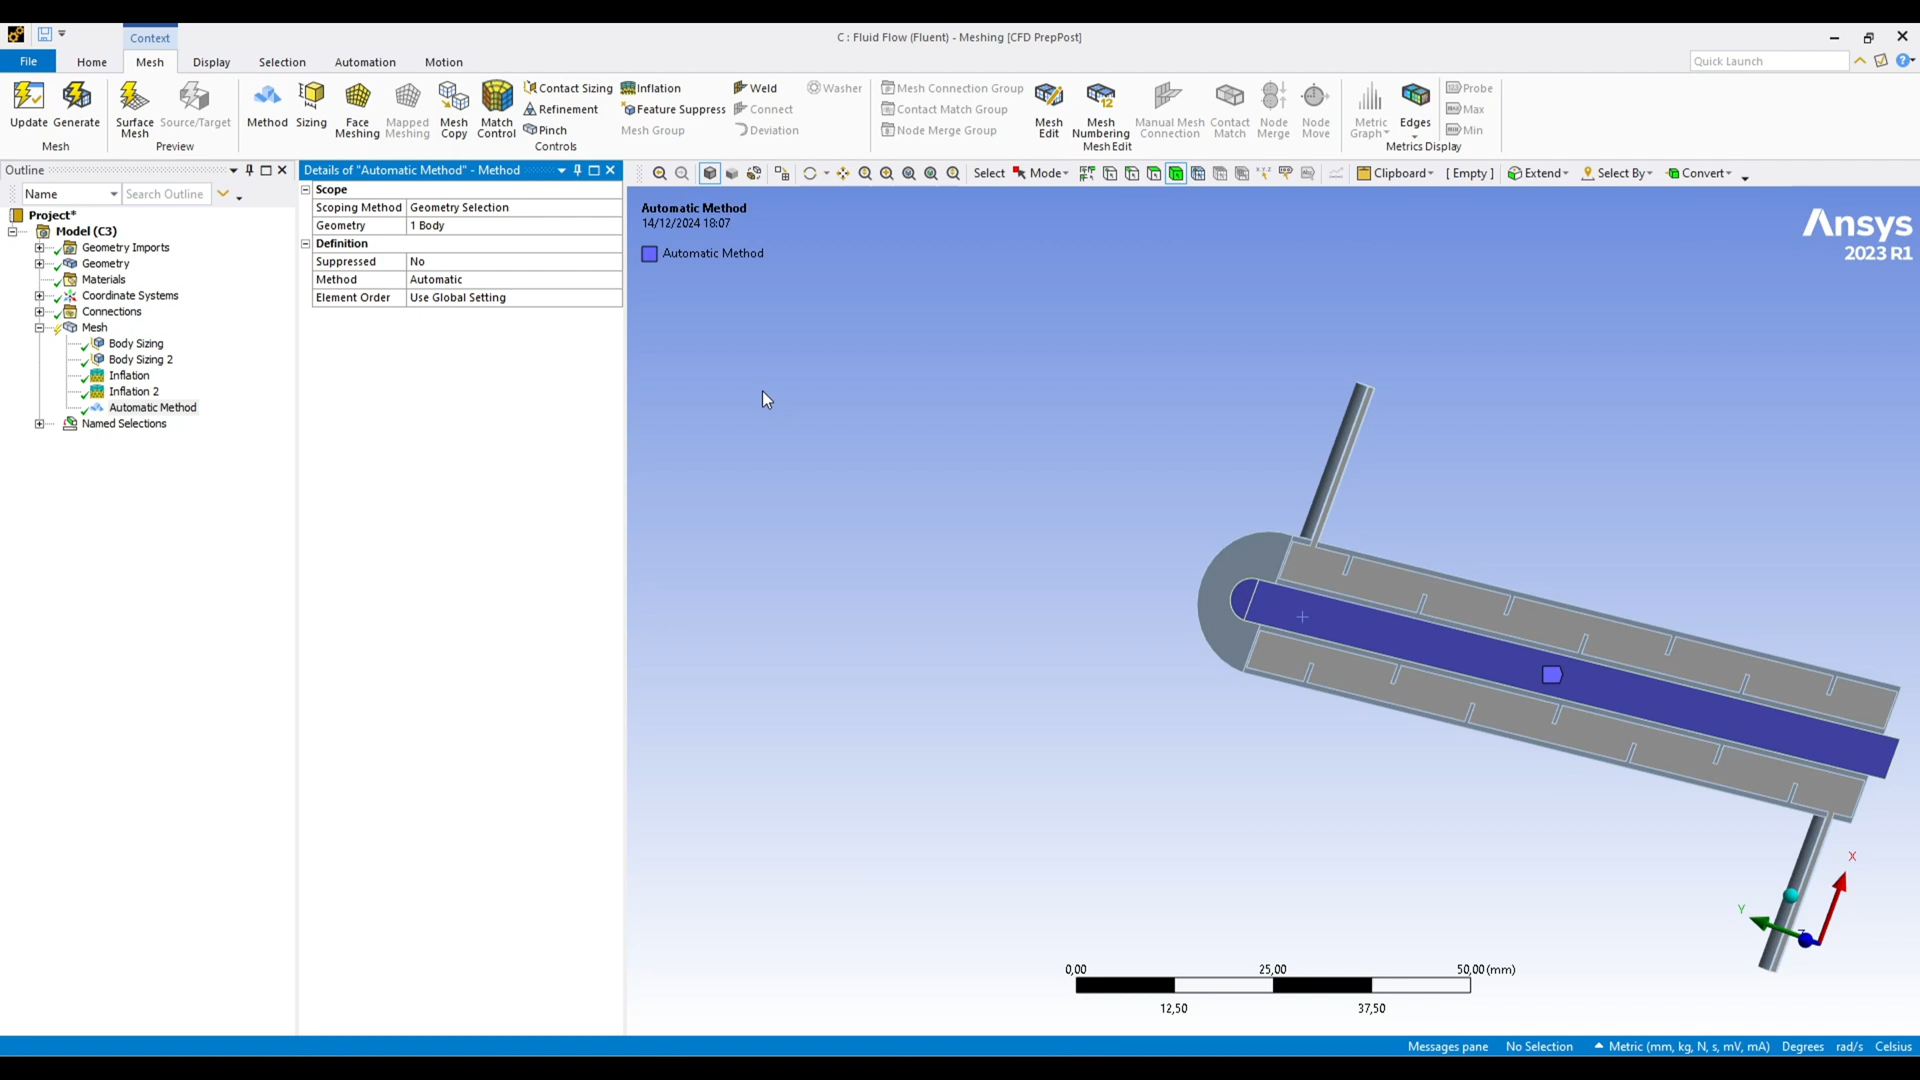 Context
C : Fluid Flow (Fluent) - Meshing [CFD PrepPost]
File
Home
Mesh
Display
Selection
Automation
Motion
Quick Launch
Update
Generate
Mesh
Surface Mesh
Source/Target
Preview
Method
Sizing
Face Meshing
Mapped Meshing
Mesh Copy
Match Control
Contact Sizing
Refinement
Pinch
Inflation
Feature Suppress
Mesh Group
Weld
Connect
Deviation
Washer
Controls
Mesh Connection Group
Contact Match Group
Node Merge Group
Mesh Edit
Mesh Numbering
Manual Mesh Connection
Contact Match
Node Merge
Node Move
Mesh Edit
Metric Graph
Edges
Probe
Max
Min
Metrics Display
Outline
Name
Search Outline
Project*
Model (C3)
Geometry Imports
Geometry
Materials
Coordinate Systems
Connections
Mesh
Body Sizing
Body Sizing 2
Inflation
Inflation 2
Automatic Method
Named Selections
Details of "Automatic Method" - Method
Scope
Scoping Method Geometry Selection
Geometry 1 Body
Definition
Suppressed No
Method Automatic
Element Order Use Global Setting
Select
Mode
Clipboard
[ Empty ]
Extend
Select By
Convert
Automatic Method
14/12/2024 18:07
Automatic Method
Ansys
2023 R1
X
Y
Z
0,00 25,00 50,00 (mm)
12,50 37,50
Messages pane
No Selection
Metric (mm, kg, N, s, mV, mA)
Degrees
rad/s
Celsius